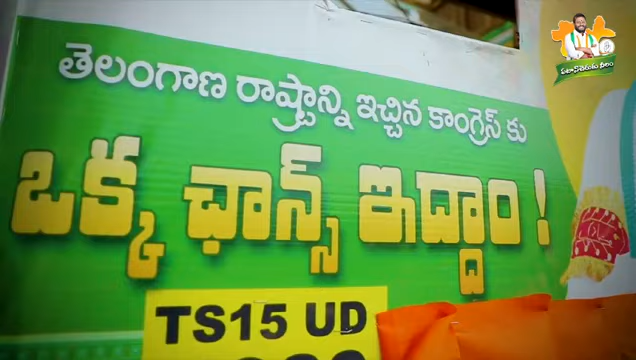 తెలంగాణ రాష్ట్రాన్ని ఇచ్చిన కాంగ్రెస్ కు
ఒక్క ఛాన్స్ ఇద్దాం !
TS15 UD